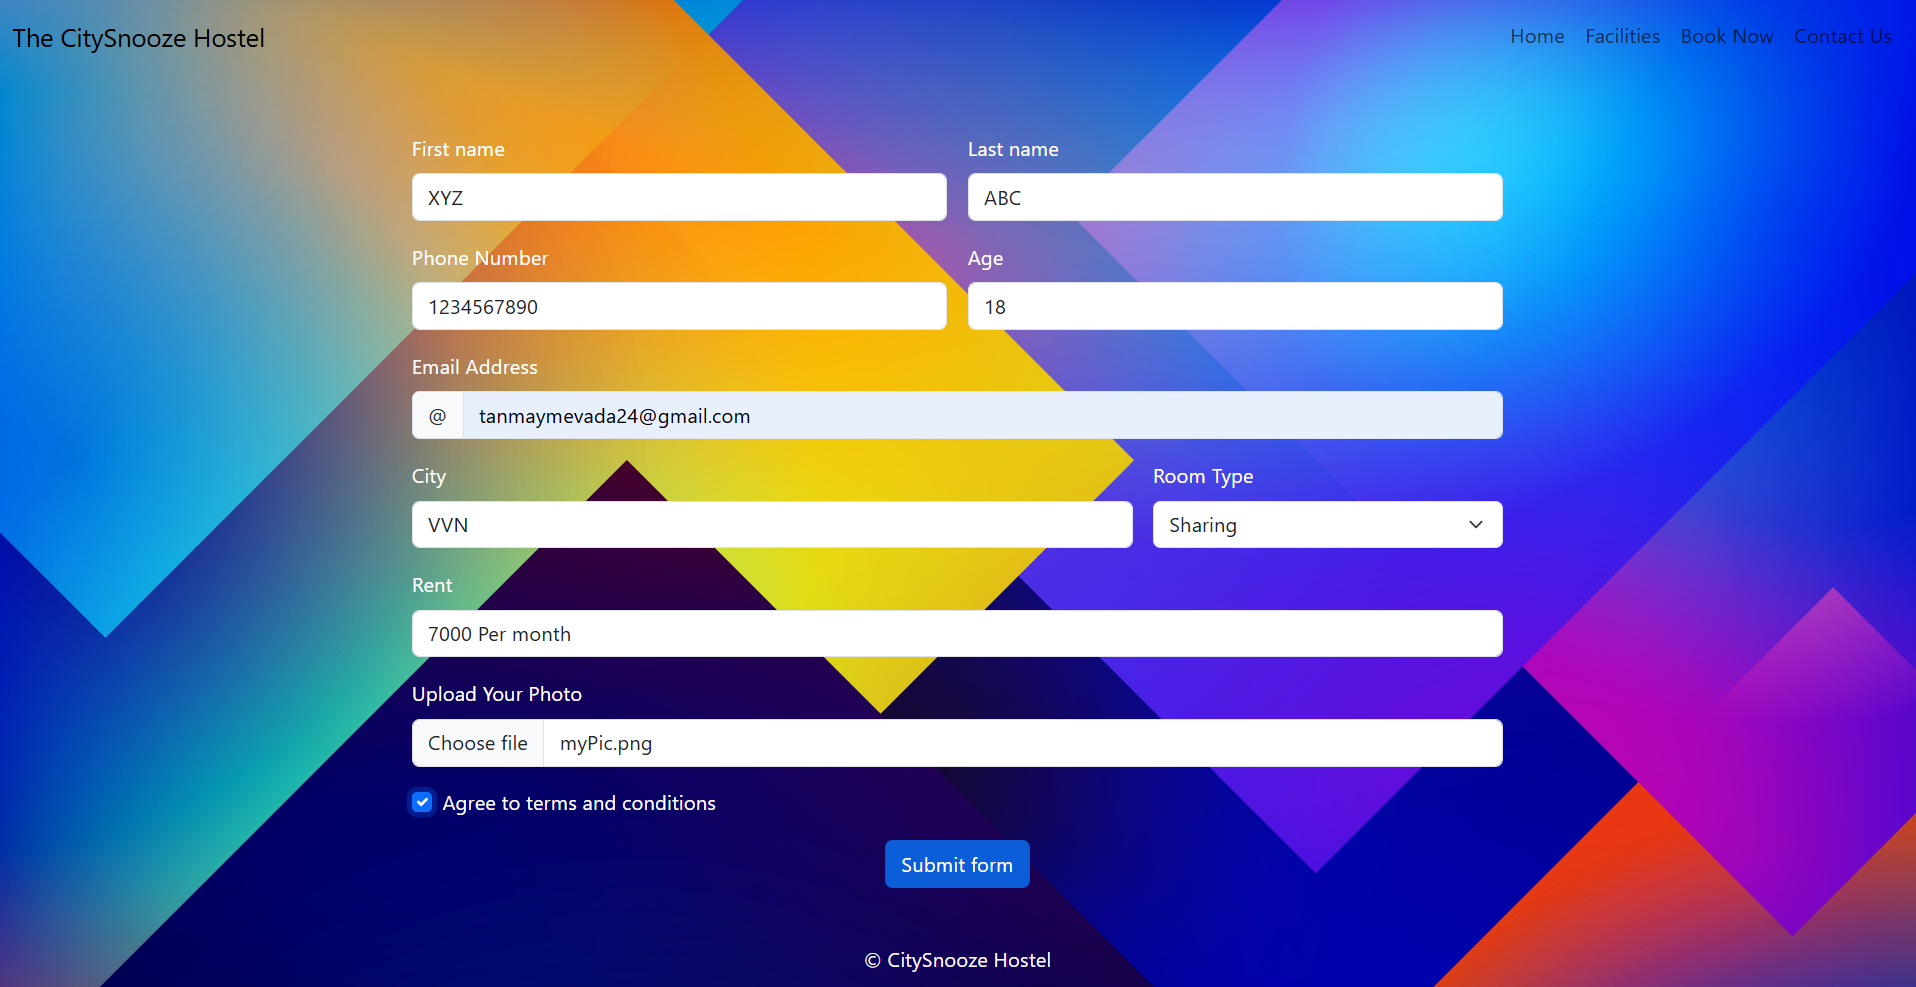 The CitySnooze Hostel
Home Facilities Book Now Contact Us
First name Last name
XYZ ABC
Phone Number Age
1234567890 18
Email Address
@ tanmaymevada24@gmail.com
City Room Type
VVN Sharing
Rent
7000 Per month
Upload Your Photo
Choose file myPic.png
Agree to terms and conditions
Submit form
© CitySnooze Hostel